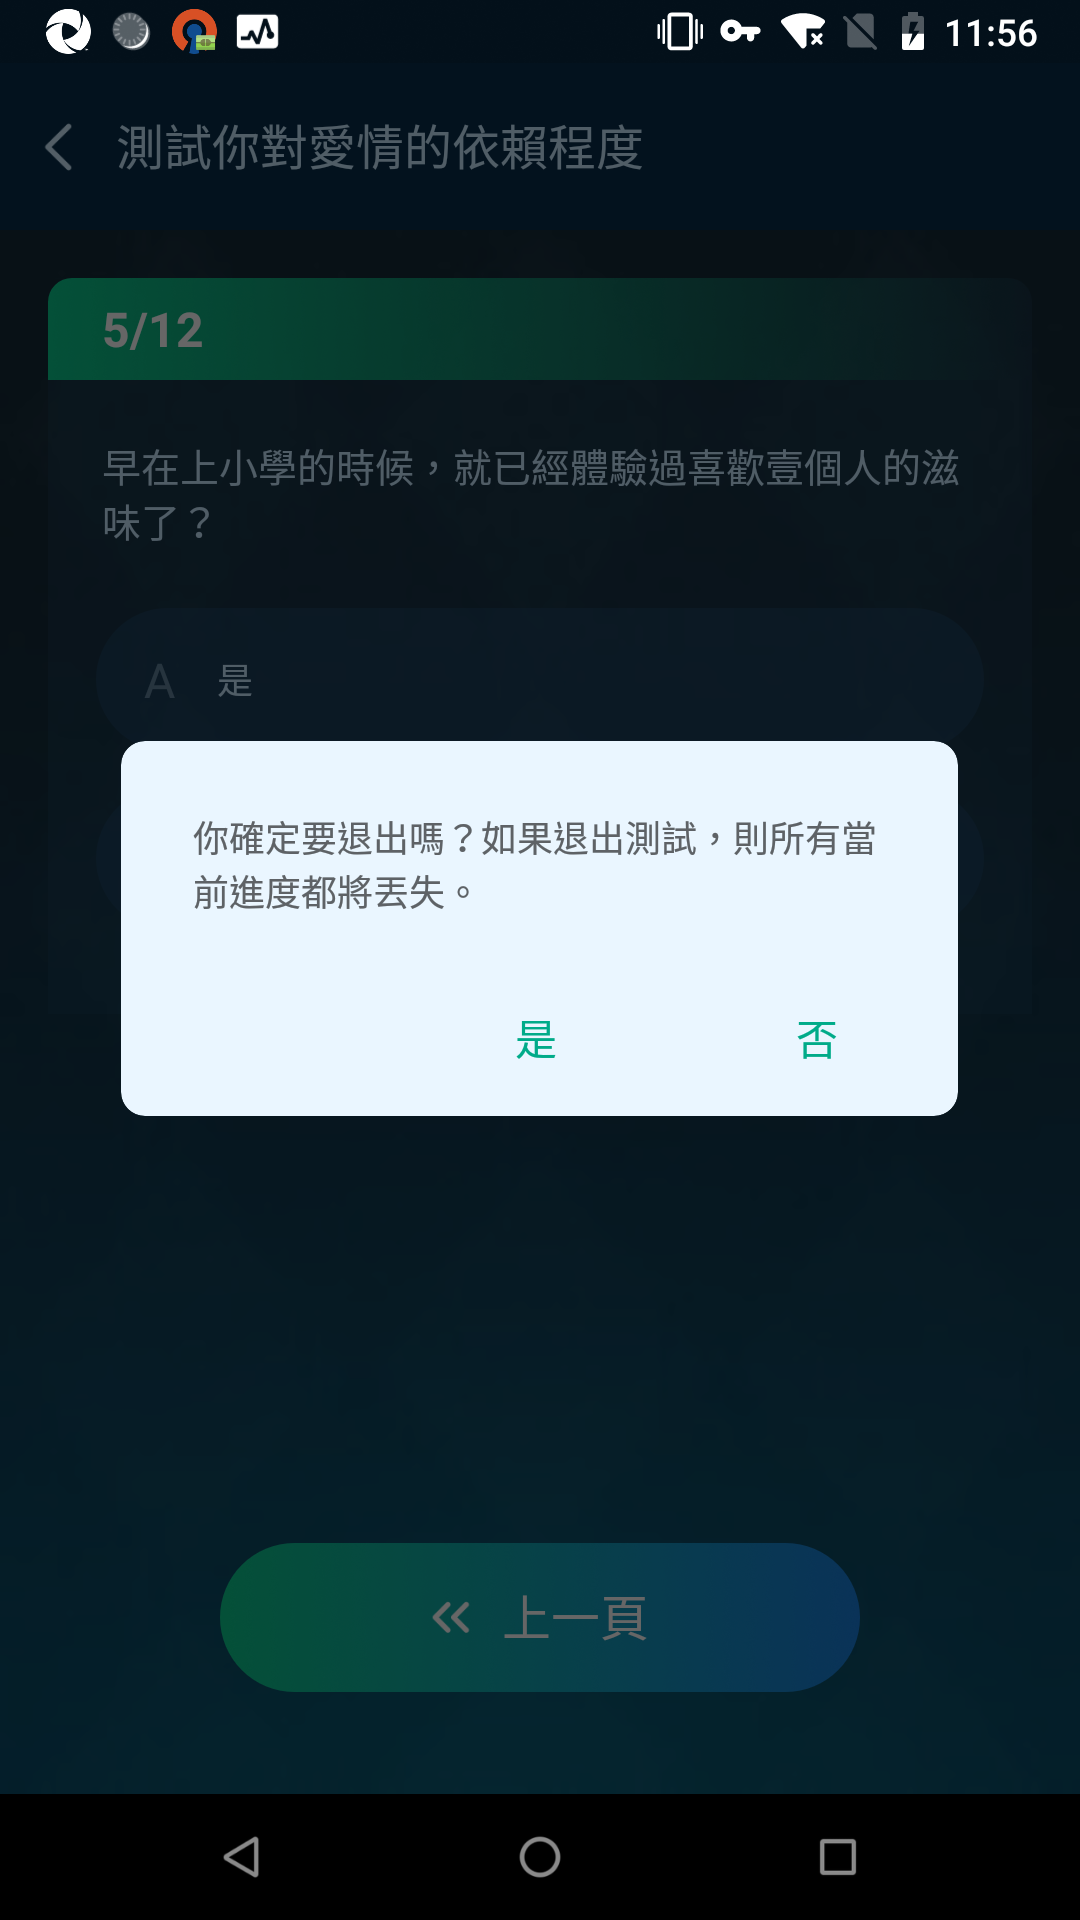 11:56
測試你對愛情的依賴程度
5/12
早在上小學的時候，就已經體驗過喜歡壹個人的滋
味了？
A 是
你確定要退出嗎？如果退出測試，則所有當
前進度都將丟失。
是 否
上一頁